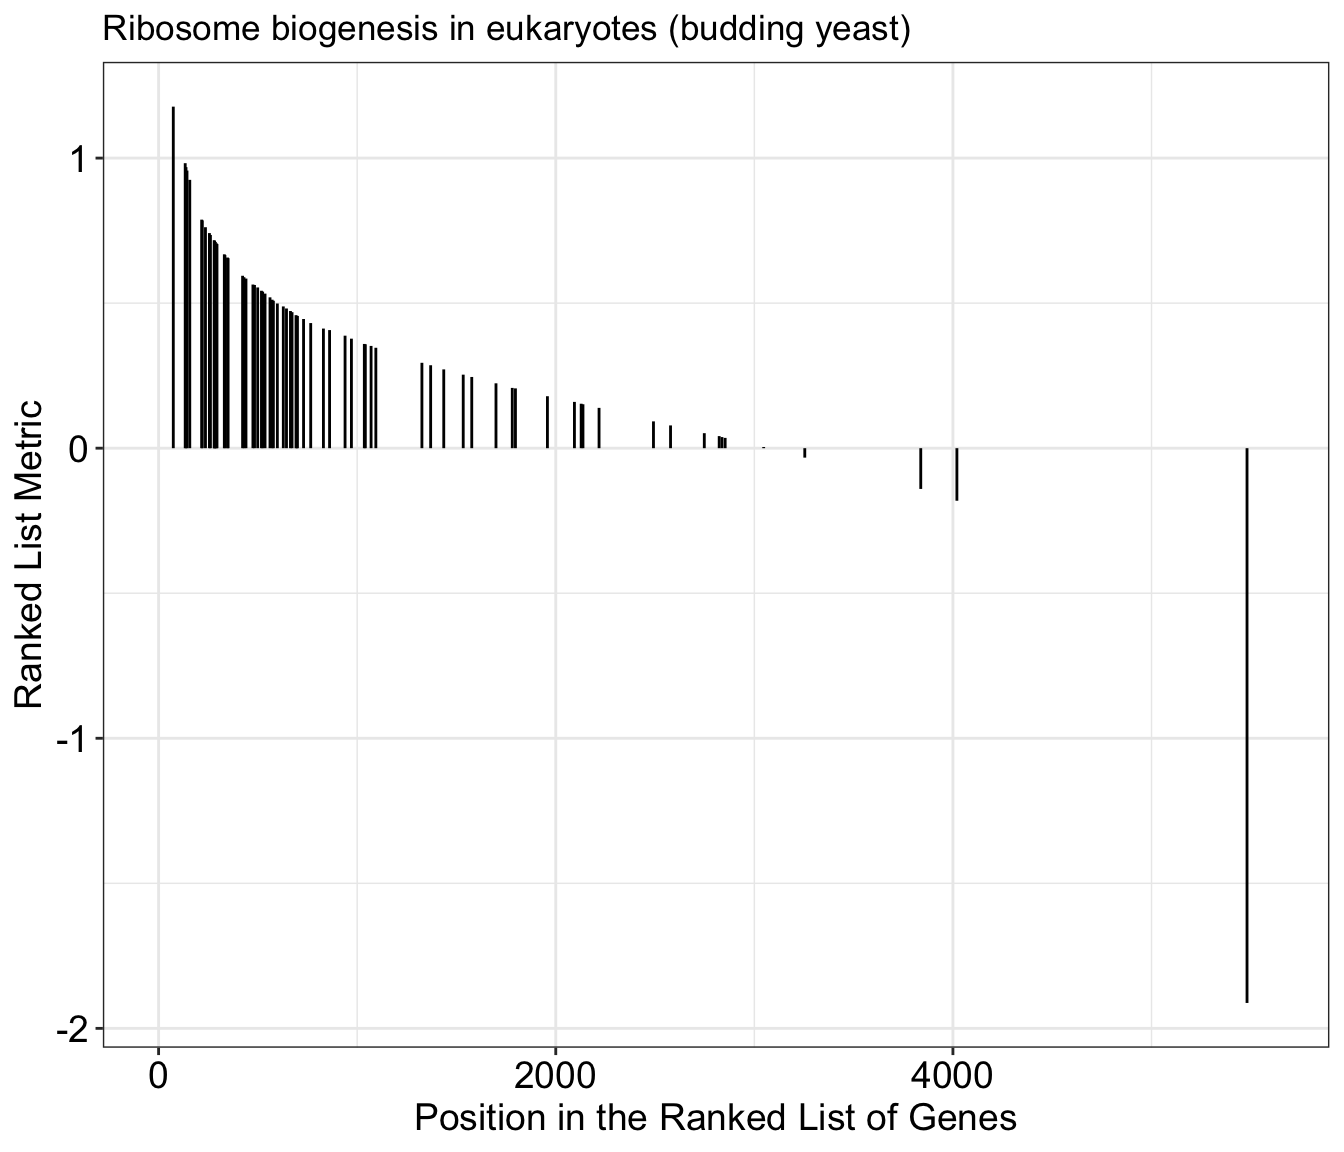 Ribosome biogenesis in eukaryotes (budding yeast)
Ranked List Metric
1
0
-1
-2
0 2000 4000
Position in the Ranked List of Genes